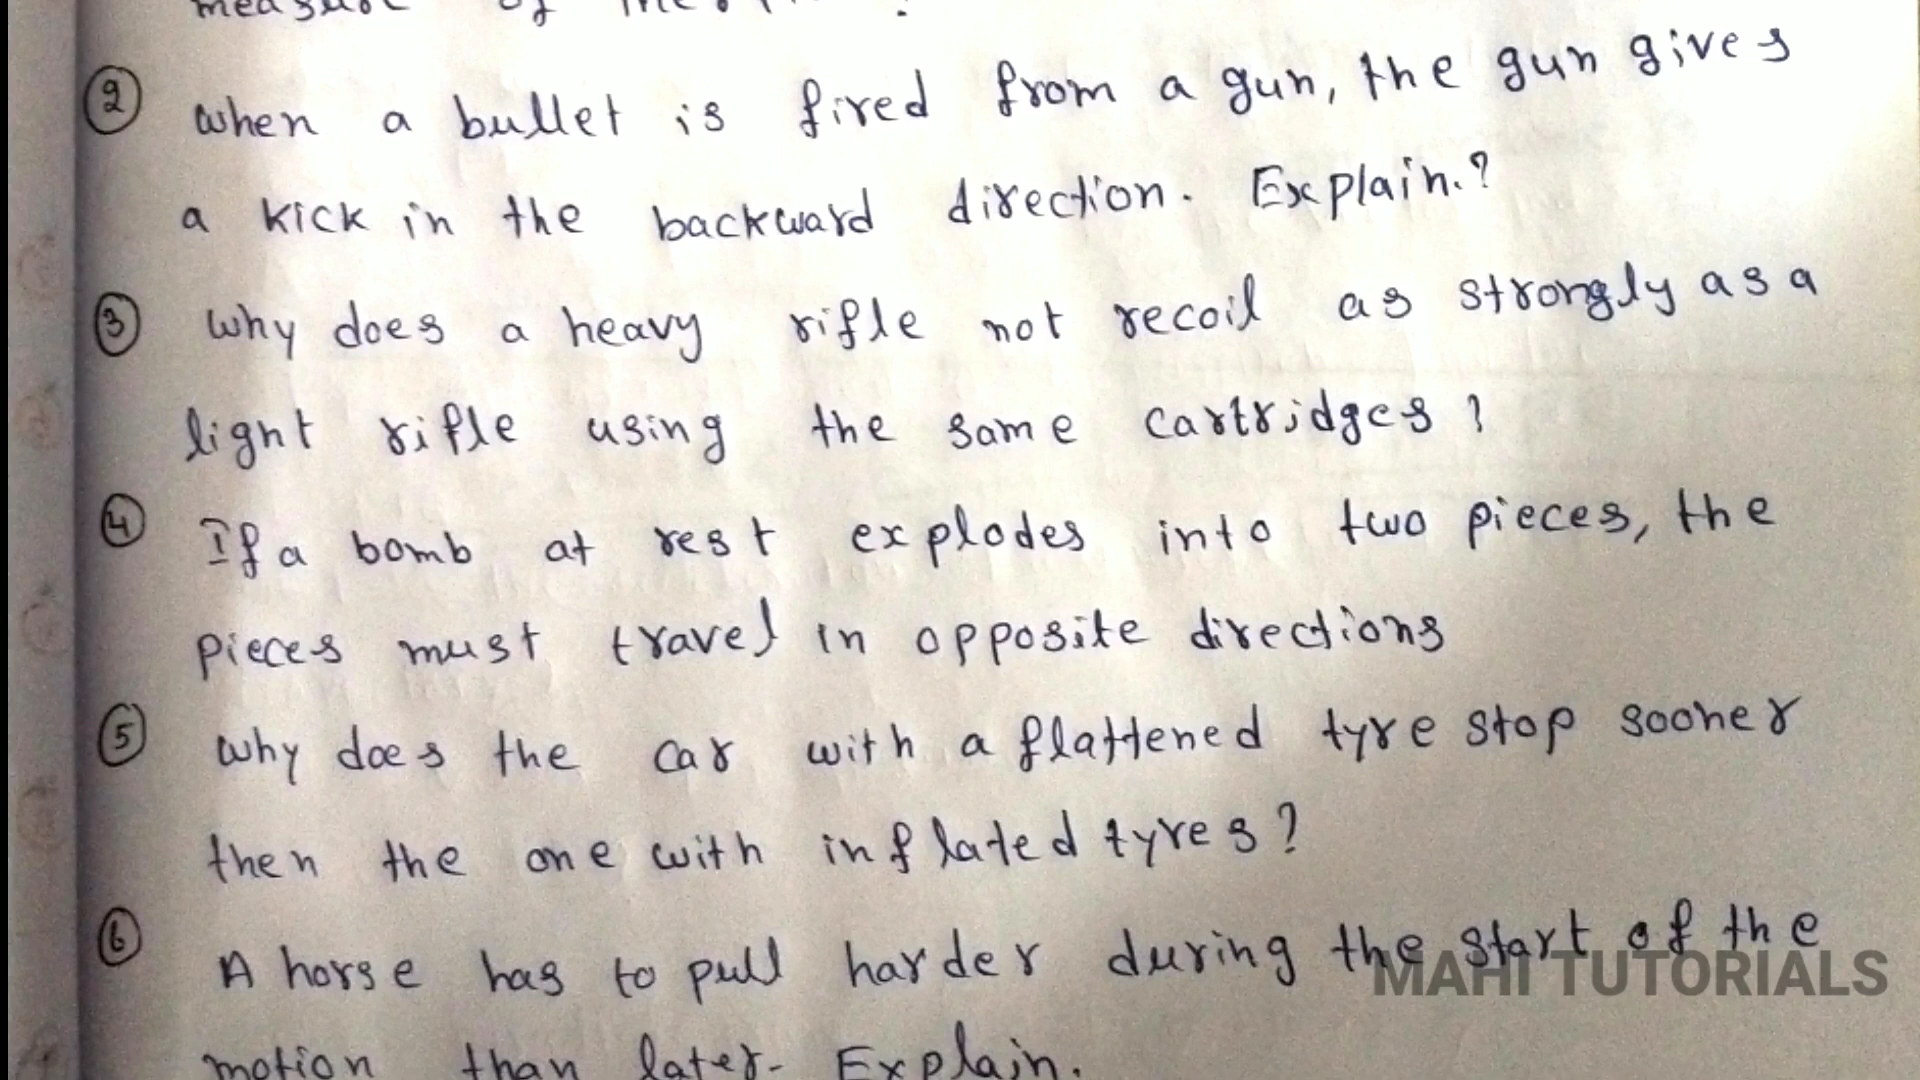 measure of
② When a bullet is fired from a gun, the gun gives
a kick in the backward direction. Explain.?
③ Why does a heavy rifle not recoil as strongly as a
light rifle using the same cartridges?
④ If a bomb at rest explodes into two pieces, the
pieces must travel in opposite directions
⑤ Why does the car with a flattened tyre stop sooner
then the one with inflated tyres?
⑥ A horse has to pull harder during the start of the
MAHI TUTORIALS
motion than later. Explain.